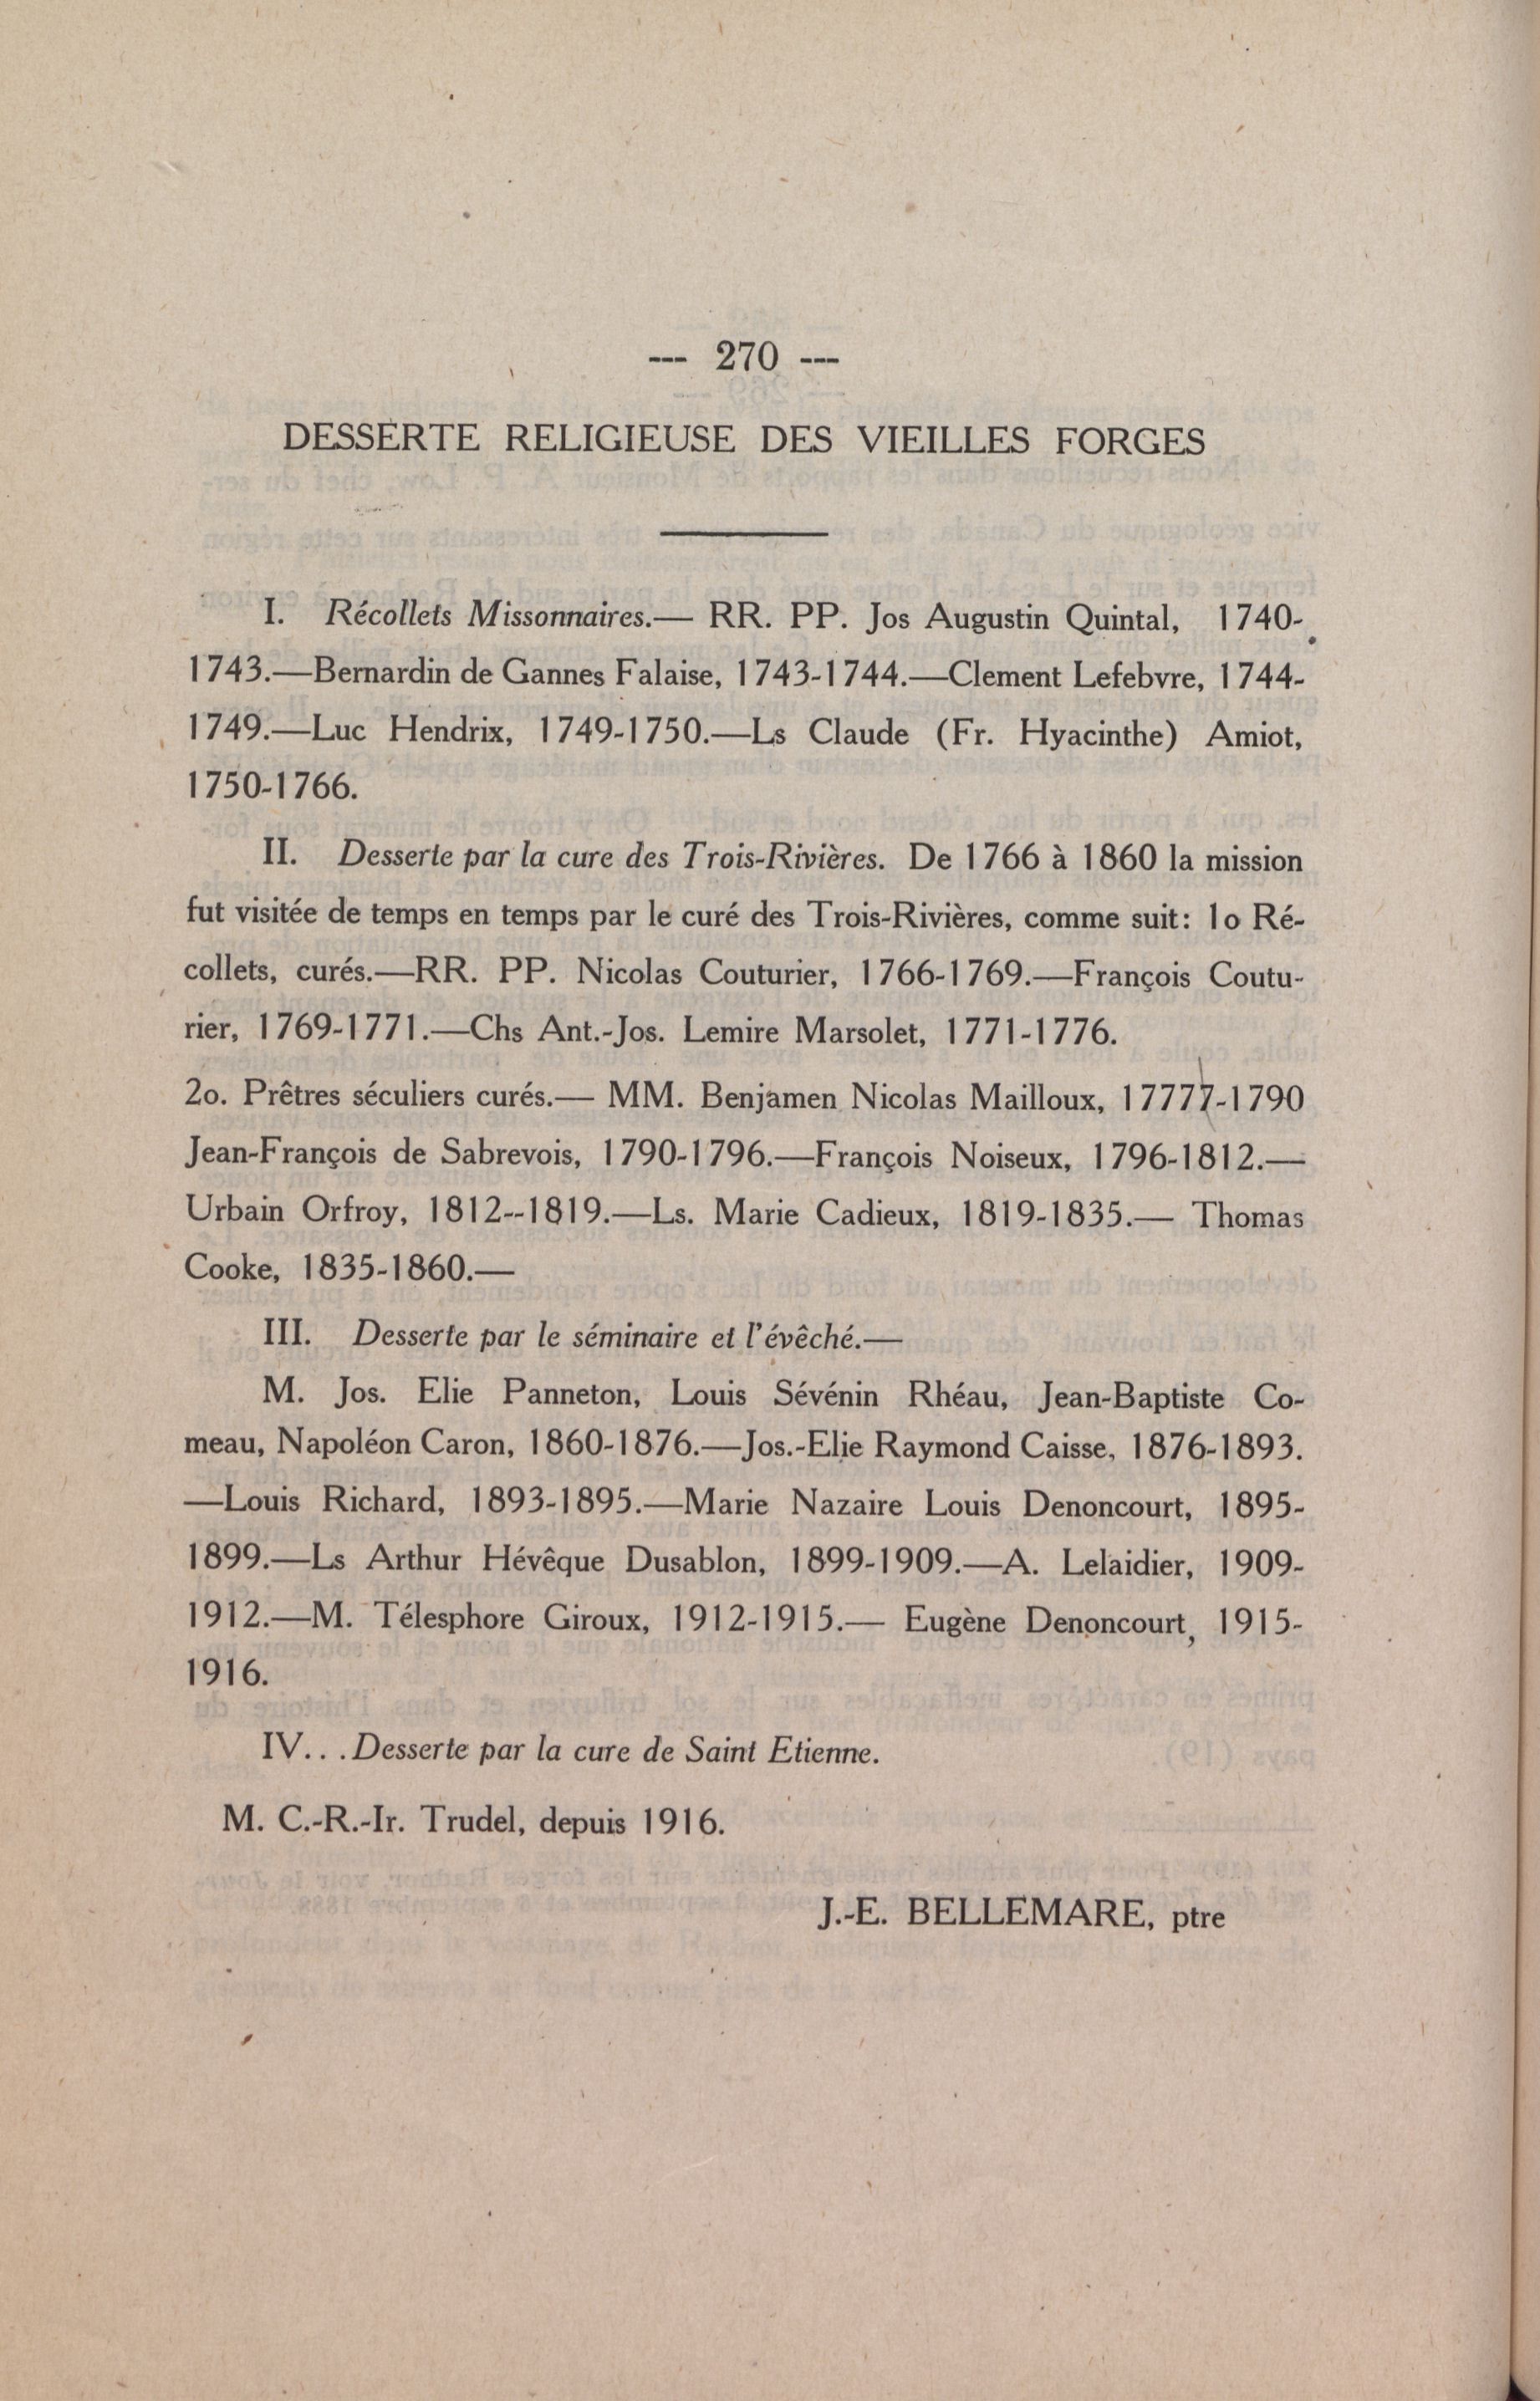 --- 270 ---
DESSERTE RELIGIEUSE DES VIEILLES FORGES
I. Récollets Missonnaires.— RR. PP. Jos Augustin Quintal, 1740-
1743.—Bernardin de Gannes Falaise, 1743-1744.—Clement Lefebvre, 1744-
1749.—Luc Hendrix, 1749-1750.—Ls Claude (Fr. Hyacinthe) Amiot,
1750-1766.
II. Desserte par la cure des Trois-Rivières. De 1766 à 1860 la mission
fut visitée de temps en temps par le curé des Trois-Rivières, comme suit: 1o Ré-
collets, curés.—RR. PP. Nicolas Couturier, 1766-1769.—François Coutu-
rier, 1769-1771.—Chs Ant.-Jos. Lemire Marsolet, 1771-1776.
2o. Prêtres séculiers curés.— MM. Benjamen Nicolas Mailloux, 17777-1790
Jean-François de Sabrevois, 1790-1796.—François Noiseux, 1796-1812.—
Urbain Orfroy, 1812--1819.—Ls. Marie Cadieux, 1819-1835.— Thomas
Cooke, 1835-1860.—
III. Desserte par le séminaire et l'évêché.—
M. Jos. Elie Panneton, Louis Sévénin Rhéau, Jean-Baptiste Co-
meau, Napoléon Caron, 1860-1876.—Jos.-Elie Raymond Caisse, 1876-1893.
—Louis Richard, 1893-1895.—Marie Nazaire Louis Denoncourt, 1895-
1899.—Ls Arthur Hévêque Dusablon, 1899-1909.—A. Lelaidier, 1909-
1912.—M. Télesphore Giroux, 1912-1915.— Eugène Denoncourt, 1915-
1916.
IV. . . Desserte par la cure de Saint Etienne.
M. C.-R.-Ir. Trudel, depuis 1916.
J.-E. BELLEMARE, ptre